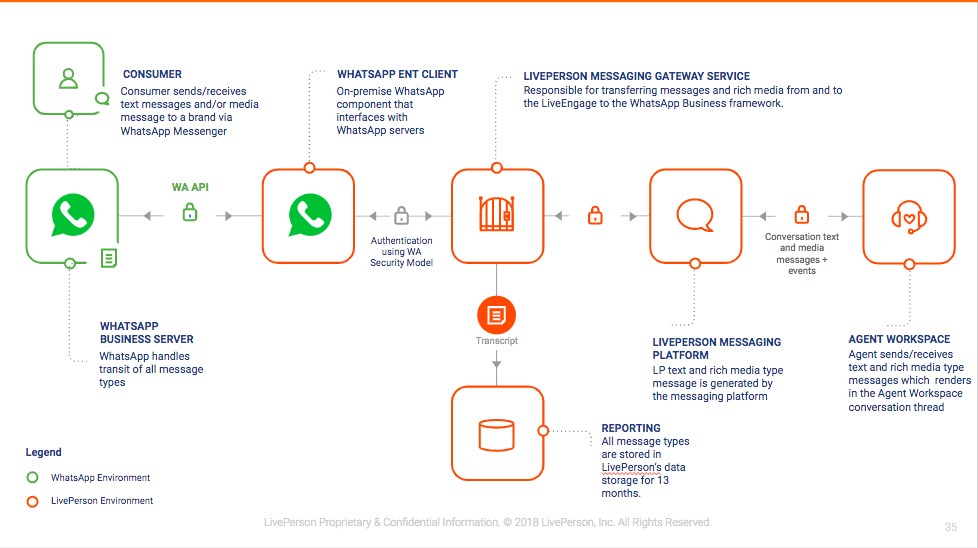 CONSUMER
Consumer sends/receives
text messages and/or media
message to a brand via
WhatsApp Messenger
WHATSAPP ENT CLIENT
On-premise WhatsApp
component that
interfaces with
WhatsApp servers
LIVEPERSON MESSAGING GATEWAY SERVICE
Responsible for transferring messages and rich media from and to
the LiveEngage to the WhatsApp Business framework.
WA API
Authentication
using WA
Security Model
Conversation text
and media
messages +
events
Transcript
WHATSAPP
BUSINESS SERVER
WhatsApp handles
transit of all message
types
LIVEPERSON MESSAGING
PLATFORM
LP text and rich media type
message is generated by
the messaging platform
AGENT WORKSPACE
Agent sends/receives
text and rich media type
messages which renders
in the Agent Workspace
conversation thread
REPORTING
All message types
are stored in
LivePerson's data
storage for 13
months.
Legend
WhatsApp Environment
LivePerson Environment
LivePerson Proprietary & Confidential Information. © 2018 LivePerson, Inc. All Rights Reserved.
35